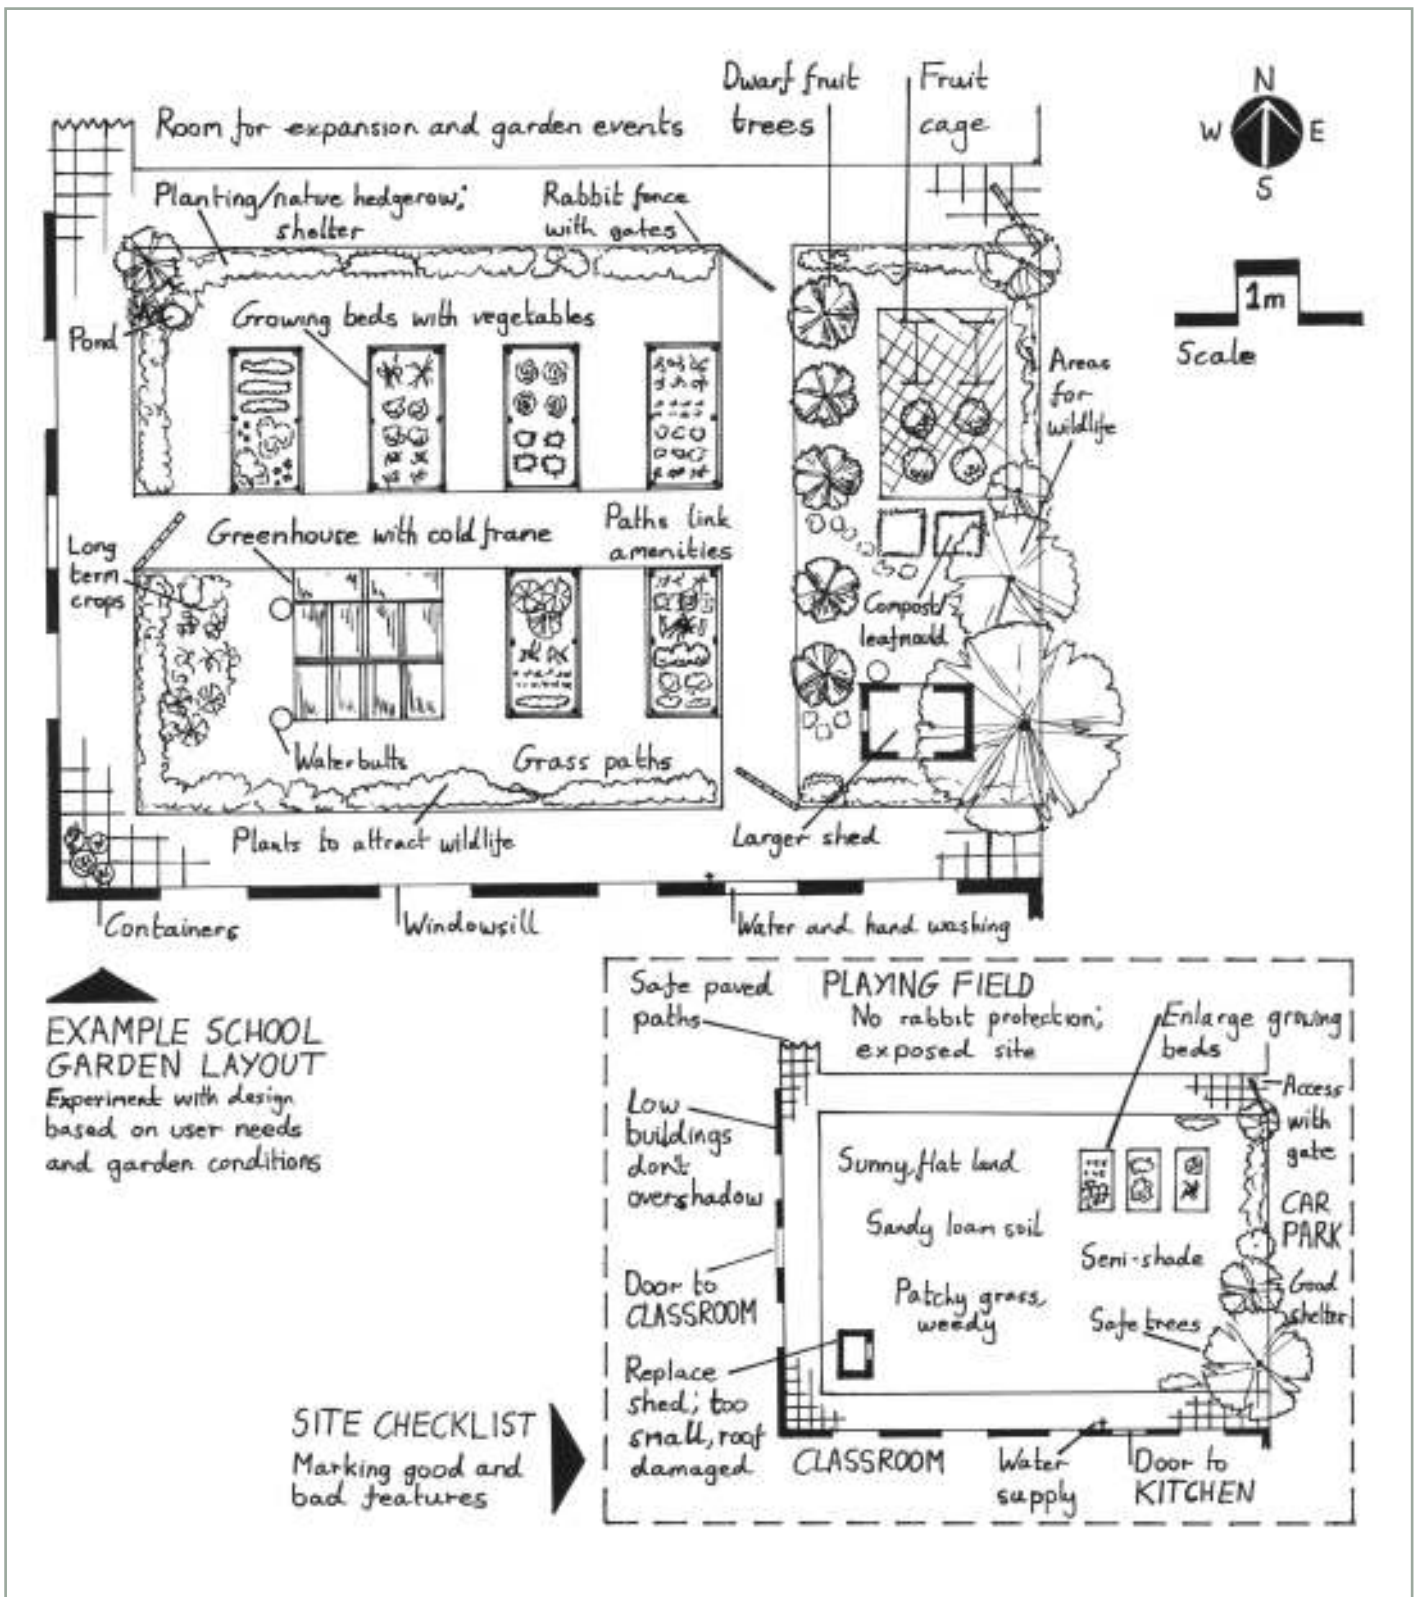 Dwarf fruit
trees
Fruit
cage
N
W E
S
Room for expansion and garden events
Planting/native hedgerow;
shelter
Rabbit fence
with gates
1m
Scale
Pond
Growing beds with vegetables
Areas
for
wildlife
Long
term
crops
Greenhouse with cold frame
Paths link
amenities
Compost/
leafmould
Waterbutts
Grass paths
Plants to attract wildlife
Larger shed
Containers
Windowsill
Water and hand washing
EXAMPLE SCHOOL
GARDEN LAYOUT
Experiment with design
based on user needs
and garden conditions
Safe paved
paths
PLAYING FIELD
No rabbit protection;
exposed site
Enlarge growing
beds
Low
buildings
don't
overshadow
Access
with
gate
Sunny, flat land
Sandy loam soil
CAR
PARK
Semi-shade
Door to
CLASSROOM
Patchy grass,
weedy
Good
shelter
Safe trees
Replace
shed; too
small, roof
damaged
SITE CHECKLIST
Marking good and
bad features
CLASSROOM
Water
supply
Door to
KITCHEN